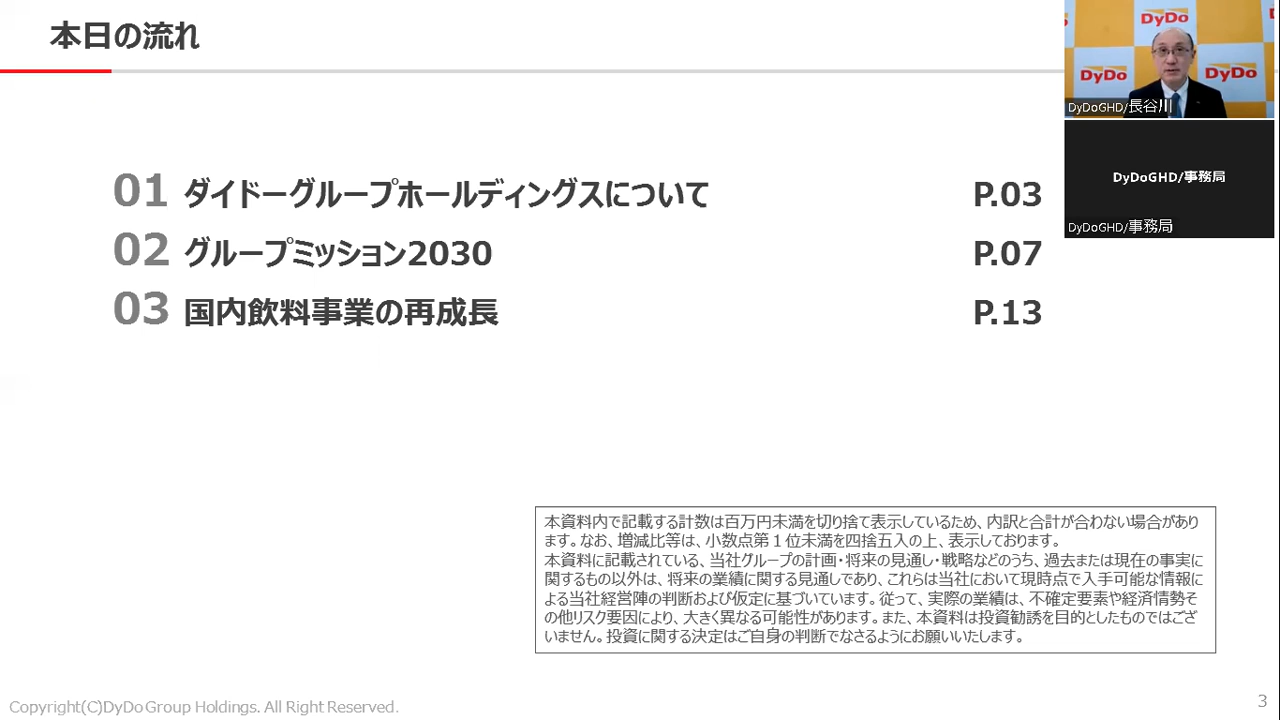 本日の流れ
DyDo
DyDo
DyDo
DyDoGHD/長谷川
DyDoGHD/事務局
DyDoGHD/事務局
01 ダイドーグループホールディングスについて P.03
02 グループミッション2030 P.07
03 国内飲料事業の再成長 P.13
本資料内で記載する計数は百万円未満を切り捨て表示しているため、内訳と合計が合わない場合があり
ます。なお、増減比等は、小数点第１位未満を四捨五入の上、表示しております。
本資料に記載されている、当社グループの計画・将来の見通し・戦略などのうち、過去または現在の事実に
関するもの以外は、将来の業績に関する見通しであり、これらは当社において現時点で入手可能な情報に
よる当社経営陣の判断および仮定に基づいています。従って、実際の業績は、不確定要素や経済情勢そ
の他リスク要因により、大きく異なる可能性があります。また、本資料は投資勧誘を目的としたものではござ
いません。投資に関する決定はご自身の判断でなさるようにお願いいたします。
Copyright(C)DyDo Group Holdings. All Right Reserved.
3